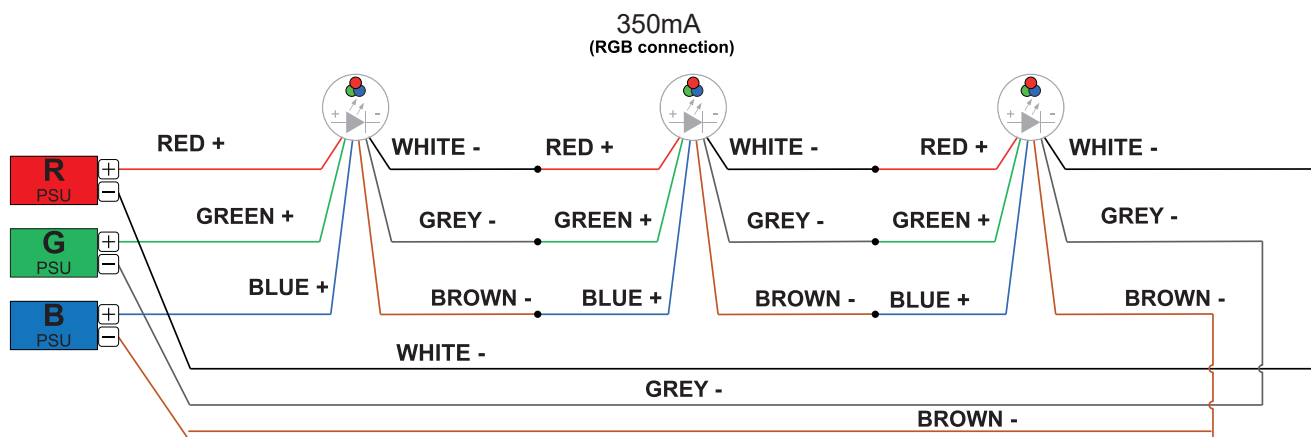 350mA
(RGB connection)
RED + WHITE - RED + WHITE - RED + WHITE -
R + PSU −
GREEN + GREY - GREEN + GREY - GREEN + GREY -
G + PSU −
BLUE + BROWN - BLUE + BROWN - BLUE + BROWN -
B + PSU −
+ - + - + -
WHITE -
GREY -
BROWN -